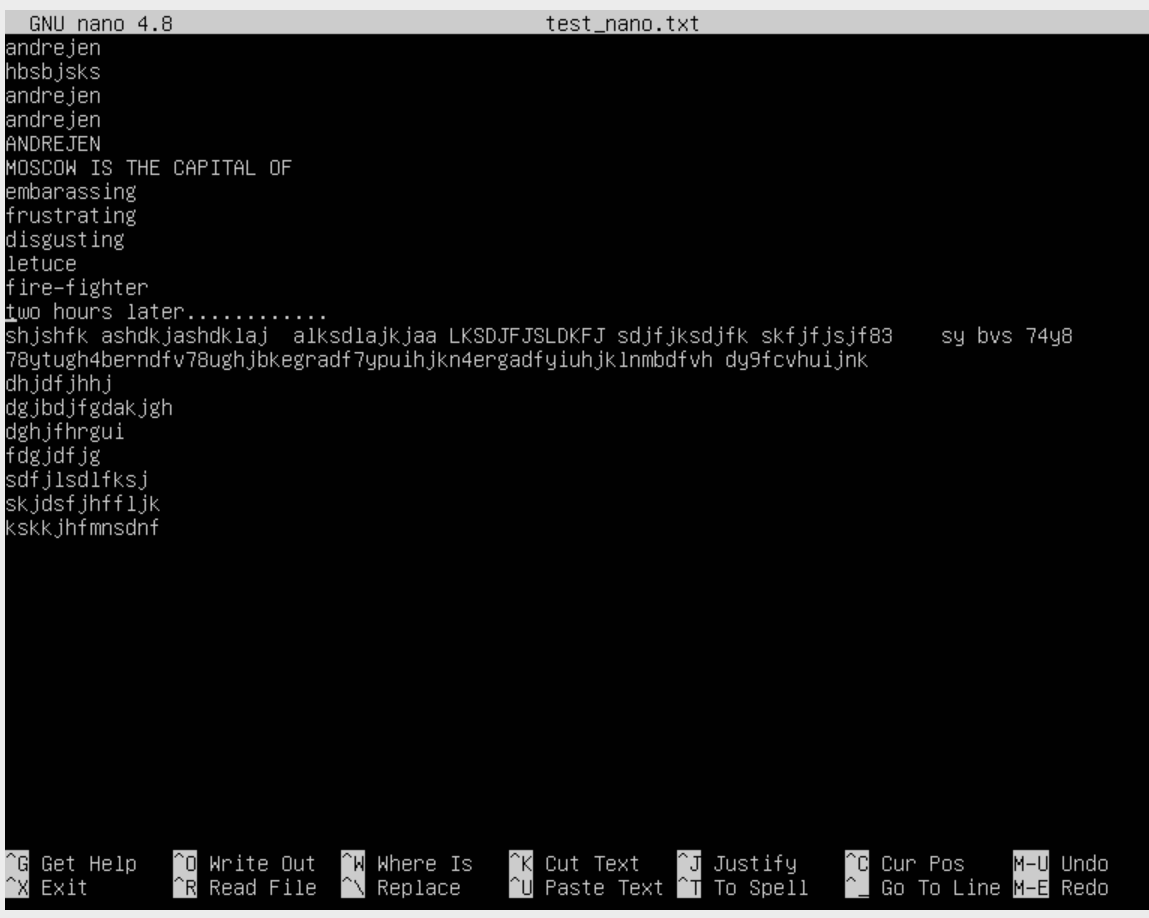 GNU nano 4.8 test_nano.txt
andrejen
hbsbjsks
andrejen
andrejen
ANDREJEN
MOSCOW IS THE CAPITAL OF
embarassing
frustrating
disgusting
letuce
fire-fighter
two hours later............
shjshfk ashdkjashdklaj  alksdlajkjaa LKSDJFJSLDKFJ sdjfjksdjfk skfjfjsjf83    sy bvs 74y8
78ytugh4berndfv78ughjbkegradf7ypuihjkn4ergadfyiuhjklnmbdfvh dy9fcvhuijnk
dhjdfjhhj
dgjbdjfgdakjgh
dghjfhrgui
fdgjdfjg
sdfjlsdlfksj
skjdsfjhffljk
kskkjhfmnsdnf
^G Get Help ^O Write Out ^W Where Is ^K Cut Text ^J Justify ^C Cur Pos M-U Undo
^X Exit ^R Read File ^\ Replace ^U Paste Text ^T To Spell ^_ Go To Line M-E Redo